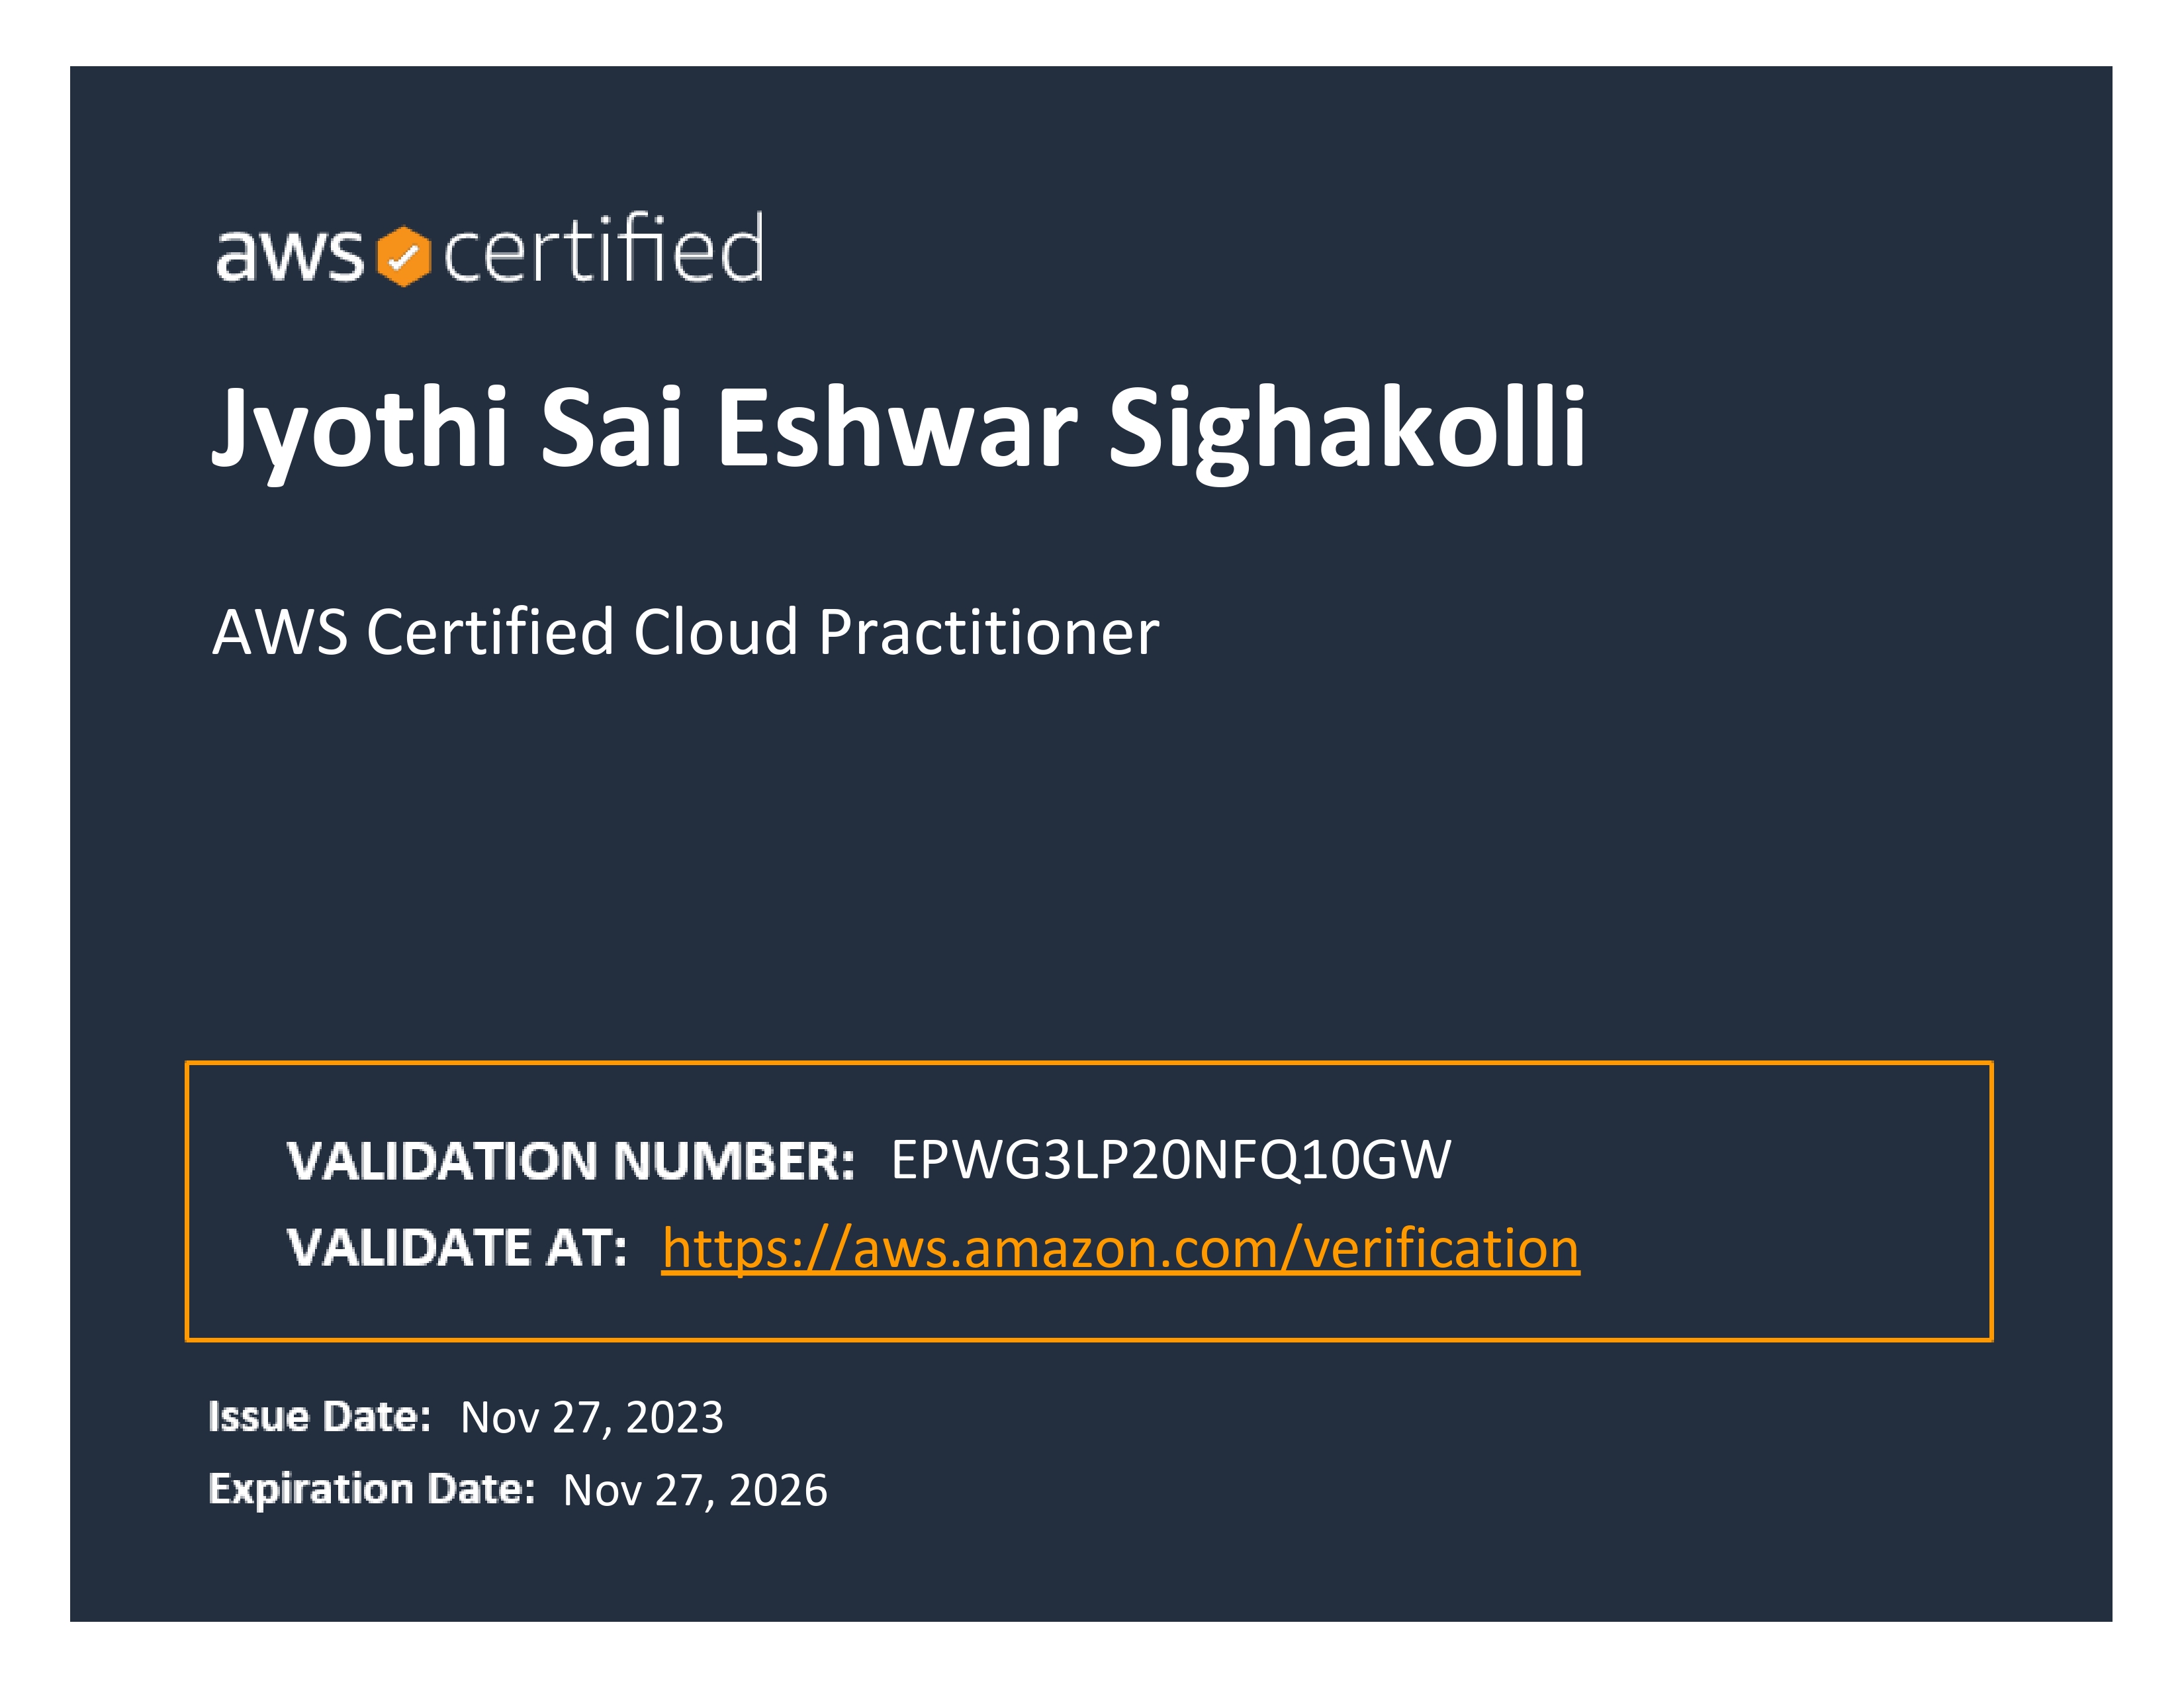 aws certified
Jyothi Sai Eshwar Sighakolli
AWS Certified Cloud Practitioner
VALIDATION NUMBER: EPWG3LP20NFQ10GW
VALIDATE AT: https://aws.amazon.com/verification
Issue Date: Nov 27, 2023
Expiration Date: Nov 27, 2026